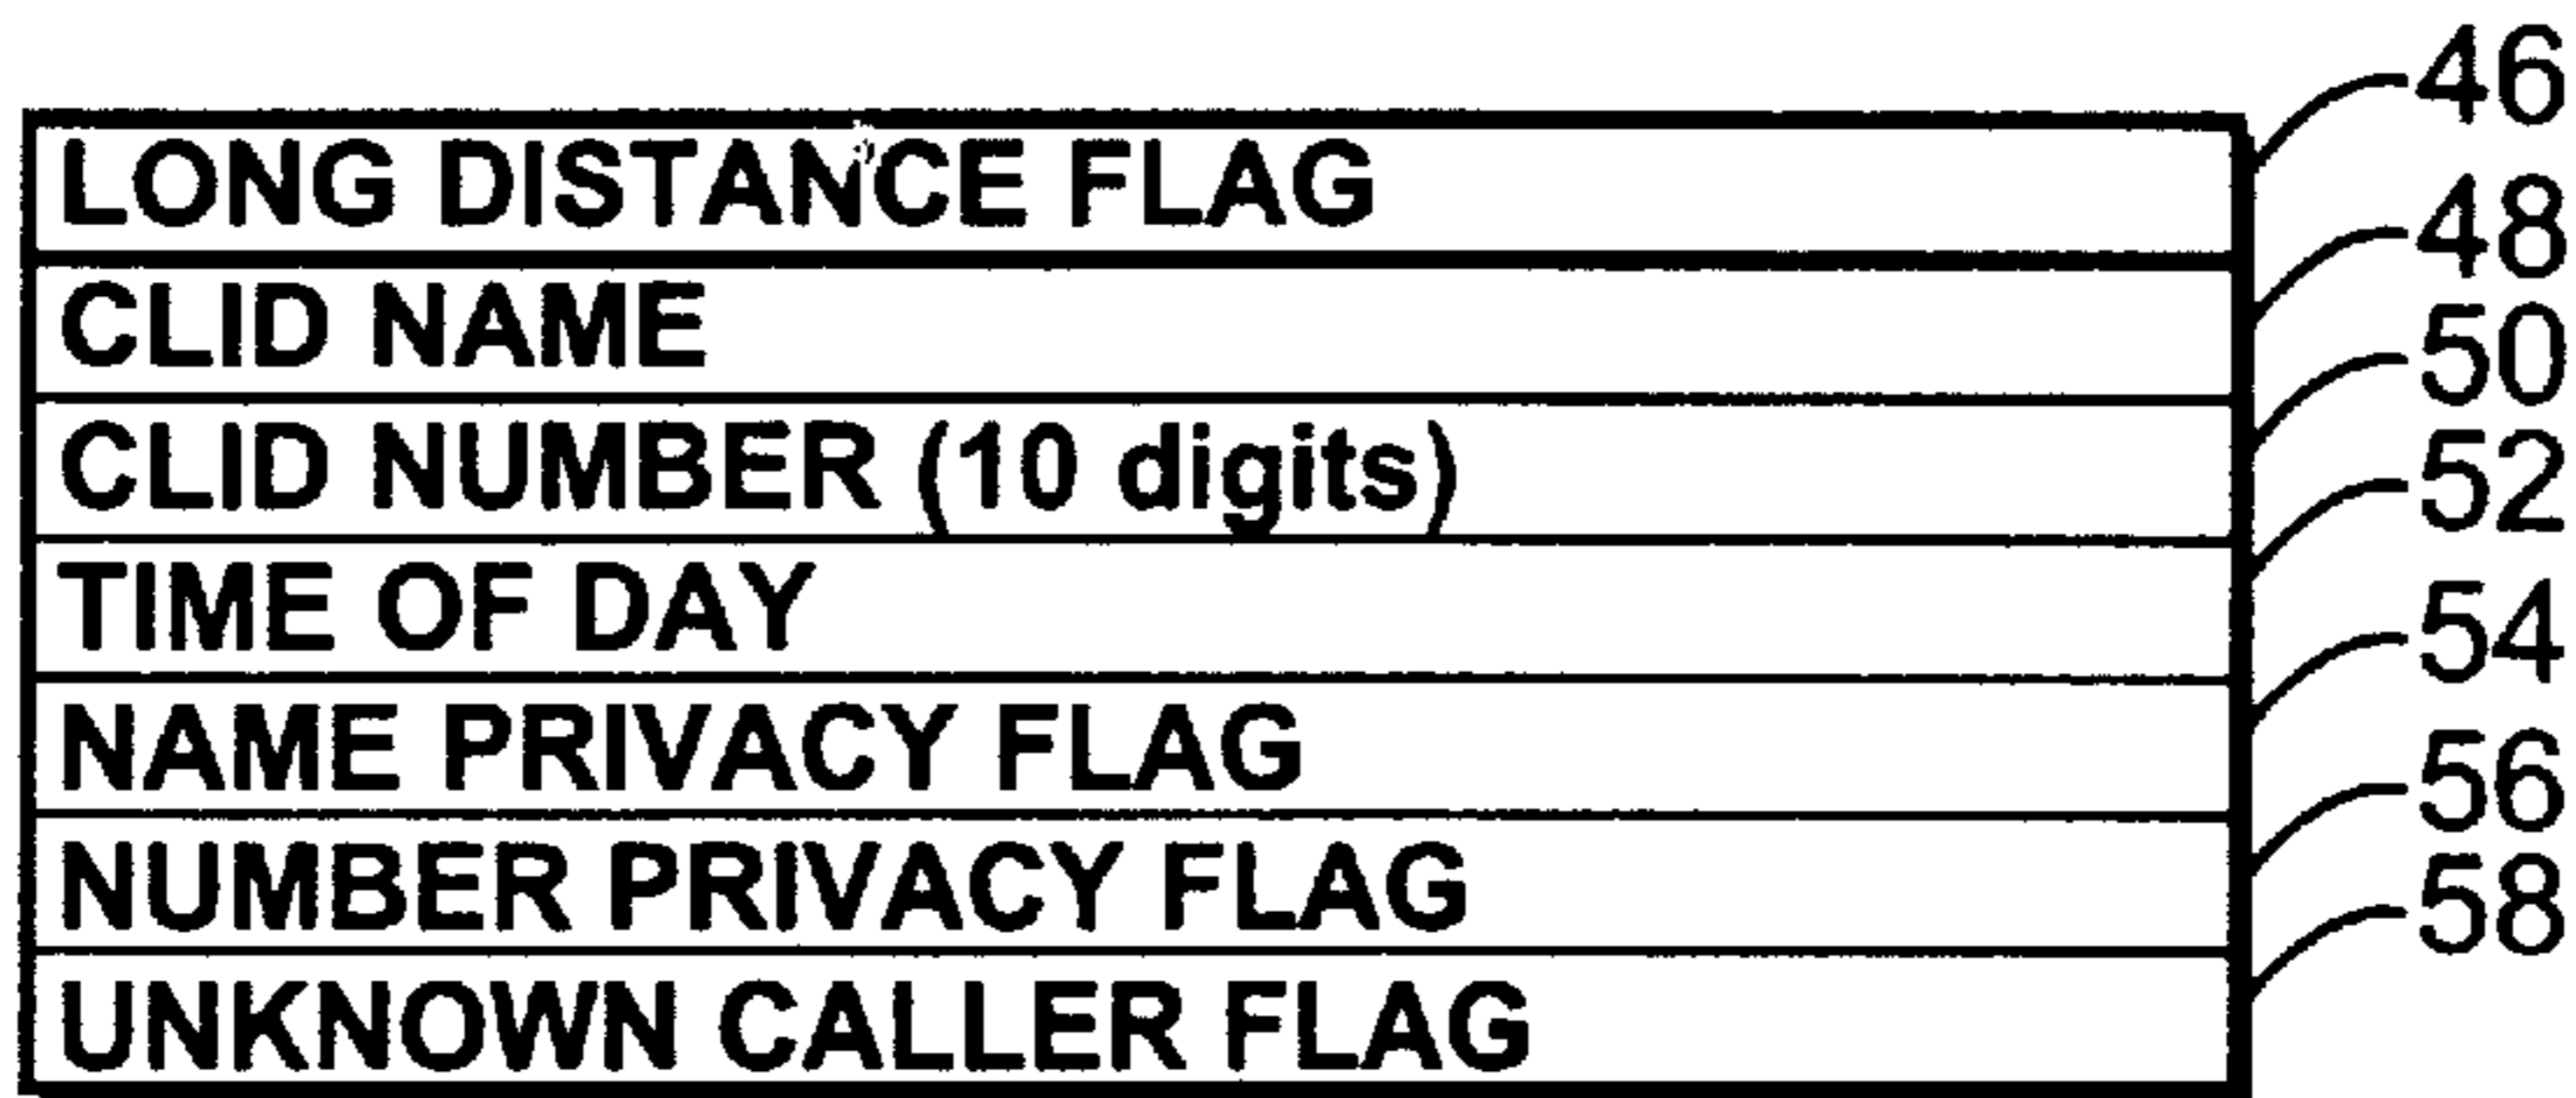 LONG DISTANCE FLAG 46
CLID NAME 48
CLID NUMBER (10 digits) 50
TIME OF DAY 52
NAME PRIVACY FLAG 54
NUMBER PRIVACY FLAG 56
UNKNOWN CALLER FLAG 58